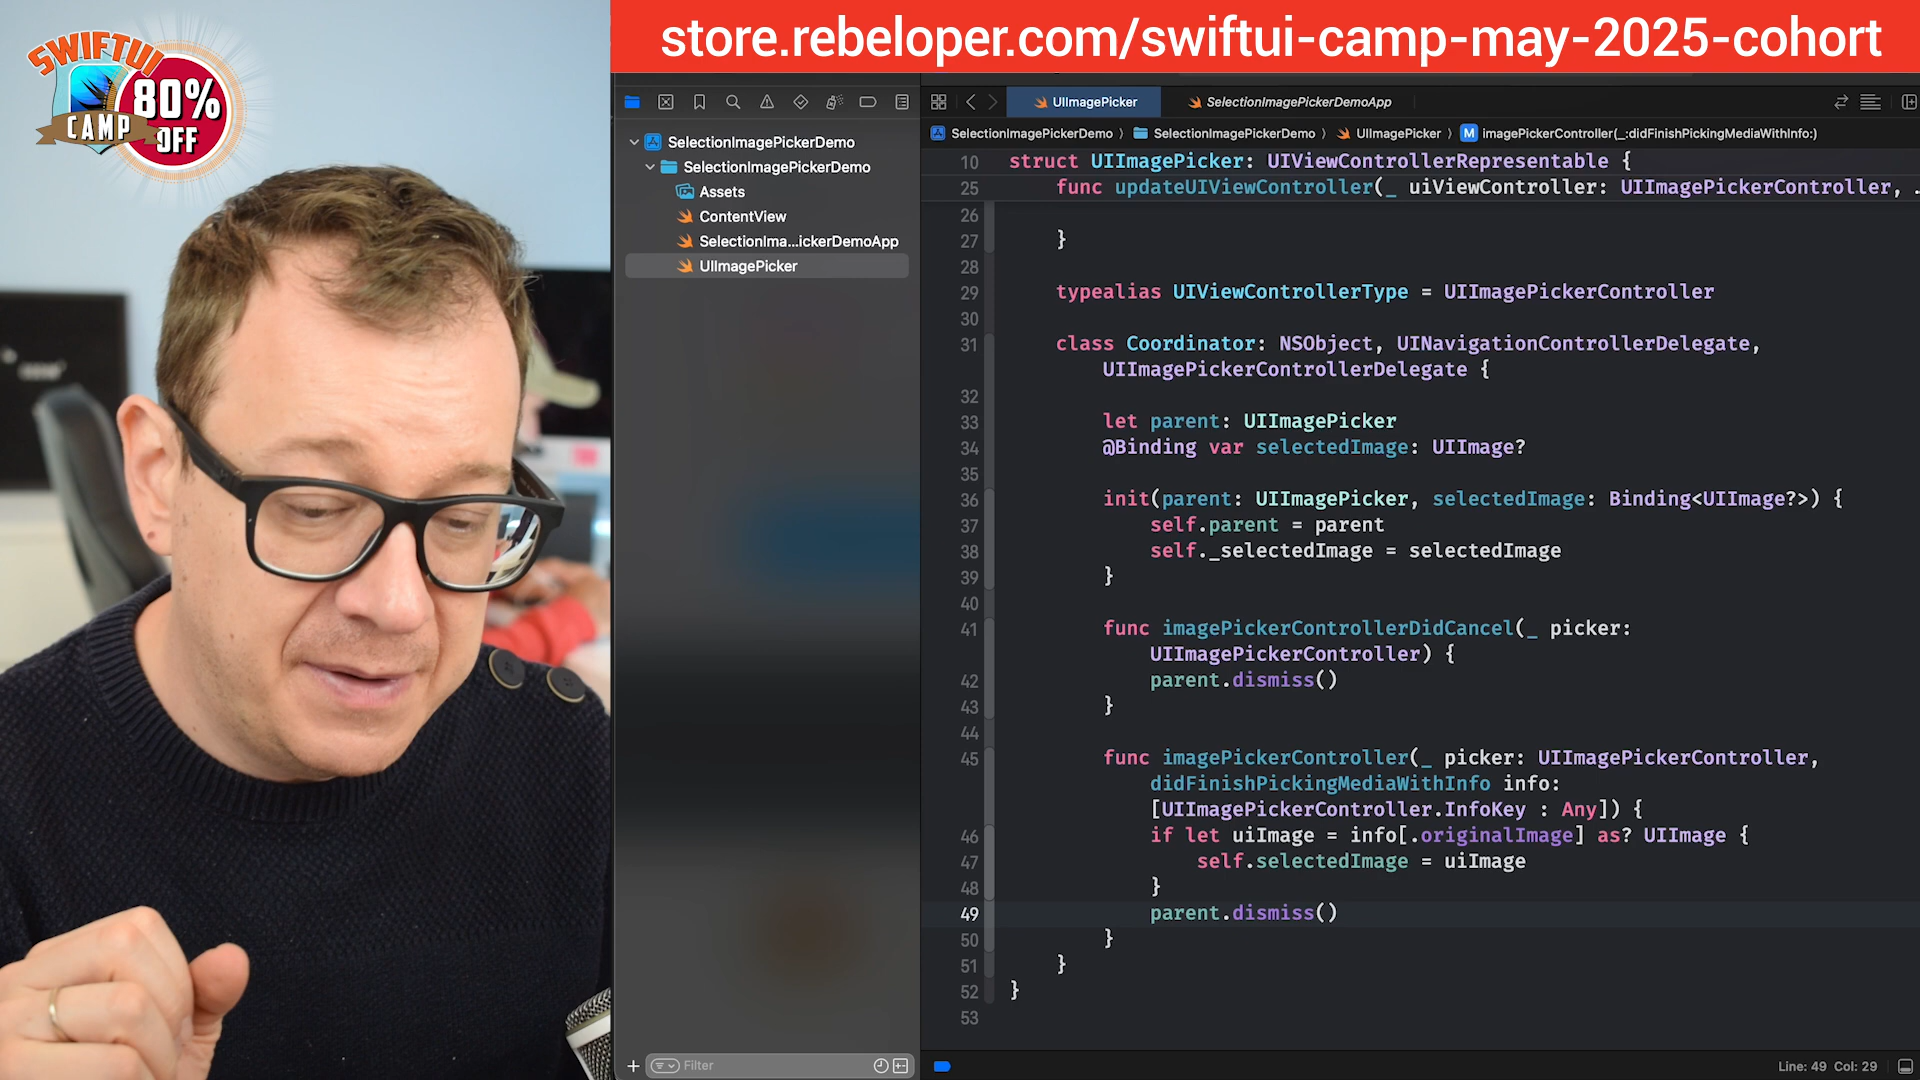 store.rebeloper.com/swiftui-camp-may-2025-cohort
SWIFTUI
CAMP
80%
OFF
UIImagePicker
SelectionImagePickerDemoApp
SelectionImagePickerDemo
SelectionImagePickerDemo
Assets
ContentView
SelectionIma...ickerDemoApp
UIImagePicker
Filter
SelectionImagePickerDemo ⟩ SelectionImagePickerDemo ⟩ UIImagePicker ⟩ M imagePickerController(_:didFinishPickingMediaWithInfo:)
10 struct UIImagePicker: UIViewControllerRepresentable {
25 func updateUIViewController(_ uiViewController: UIImagePickerController, …
26
27 }
28
29 typealias UIViewControllerType = UIImagePickerController
30
31 class Coordinator: NSObject, UINavigationControllerDelegate,
UIImagePickerControllerDelegate {
32
33 let parent: UIImagePicker
34 @Binding var selectedImage: UIImage?
35
36 init(parent: UIImagePicker, selectedImage: Binding<UIImage?>) {
37 self.parent = parent
38 self._selectedImage = selectedImage
39 }
40
41 func imagePickerControllerDidCancel(_ picker:
UIImagePickerController) {
42 parent.dismiss()
43 }
44
45 func imagePickerController(_ picker: UIImagePickerController,
didFinishPickingMediaWithInfo info:
[UIImagePickerController.InfoKey : Any]) {
46 if let uiImage = info[.originalImage] as? UIImage {
47 self.selectedImage = uiImage
48 }
49 parent.dismiss()
50 }
51 }
52 }
53
Line: 49 Col: 29